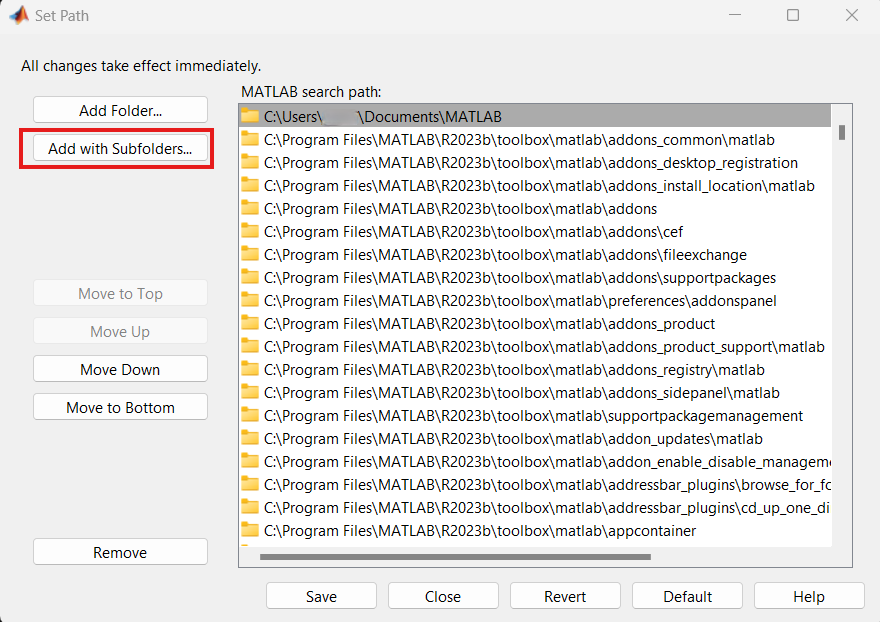 Set Path
All changes take effect immediately.
MATLAB search path:
Add Folder...
Add with Subfolders...
Move to Top
Move Up
Move Down
Move to Bottom
Remove
C:\Users\ \Documents\MATLAB
C:\Program Files\MATLAB\R2023b\toolbox\matlab\addons_common\matlab
C:\Program Files\MATLAB\R2023b\toolbox\matlab\addons_desktop_registration
C:\Program Files\MATLAB\R2023b\toolbox\matlab\addons_install_location\matlab
C:\Program Files\MATLAB\R2023b\toolbox\matlab\addons
C:\Program Files\MATLAB\R2023b\toolbox\matlab\addons\cef
C:\Program Files\MATLAB\R2023b\toolbox\matlab\addons\fileexchange
C:\Program Files\MATLAB\R2023b\toolbox\matlab\addons\supportpackages
C:\Program Files\MATLAB\R2023b\toolbox\matlab\preferences\addonspanel
C:\Program Files\MATLAB\R2023b\toolbox\matlab\addons_product
C:\Program Files\MATLAB\R2023b\toolbox\matlab\addons_product_support\matlab
C:\Program Files\MATLAB\R2023b\toolbox\matlab\addons_registry\matlab
C:\Program Files\MATLAB\R2023b\toolbox\matlab\addons_sidepanel\matlab
C:\Program Files\MATLAB\R2023b\toolbox\matlab\supportpackagemanagement
C:\Program Files\MATLAB\R2023b\toolbox\matlab\addon_updates\matlab
C:\Program Files\MATLAB\R2023b\toolbox\matlab\addon_enable_disable_manageme
C:\Program Files\MATLAB\R2023b\toolbox\matlab\addressbar_plugins\browse_for_fo
C:\Program Files\MATLAB\R2023b\toolbox\matlab\addressbar_plugins\cd_up_one_di
C:\Program Files\MATLAB\R2023b\toolbox\matlab\appcontainer
Save
Close
Revert
Default
Help